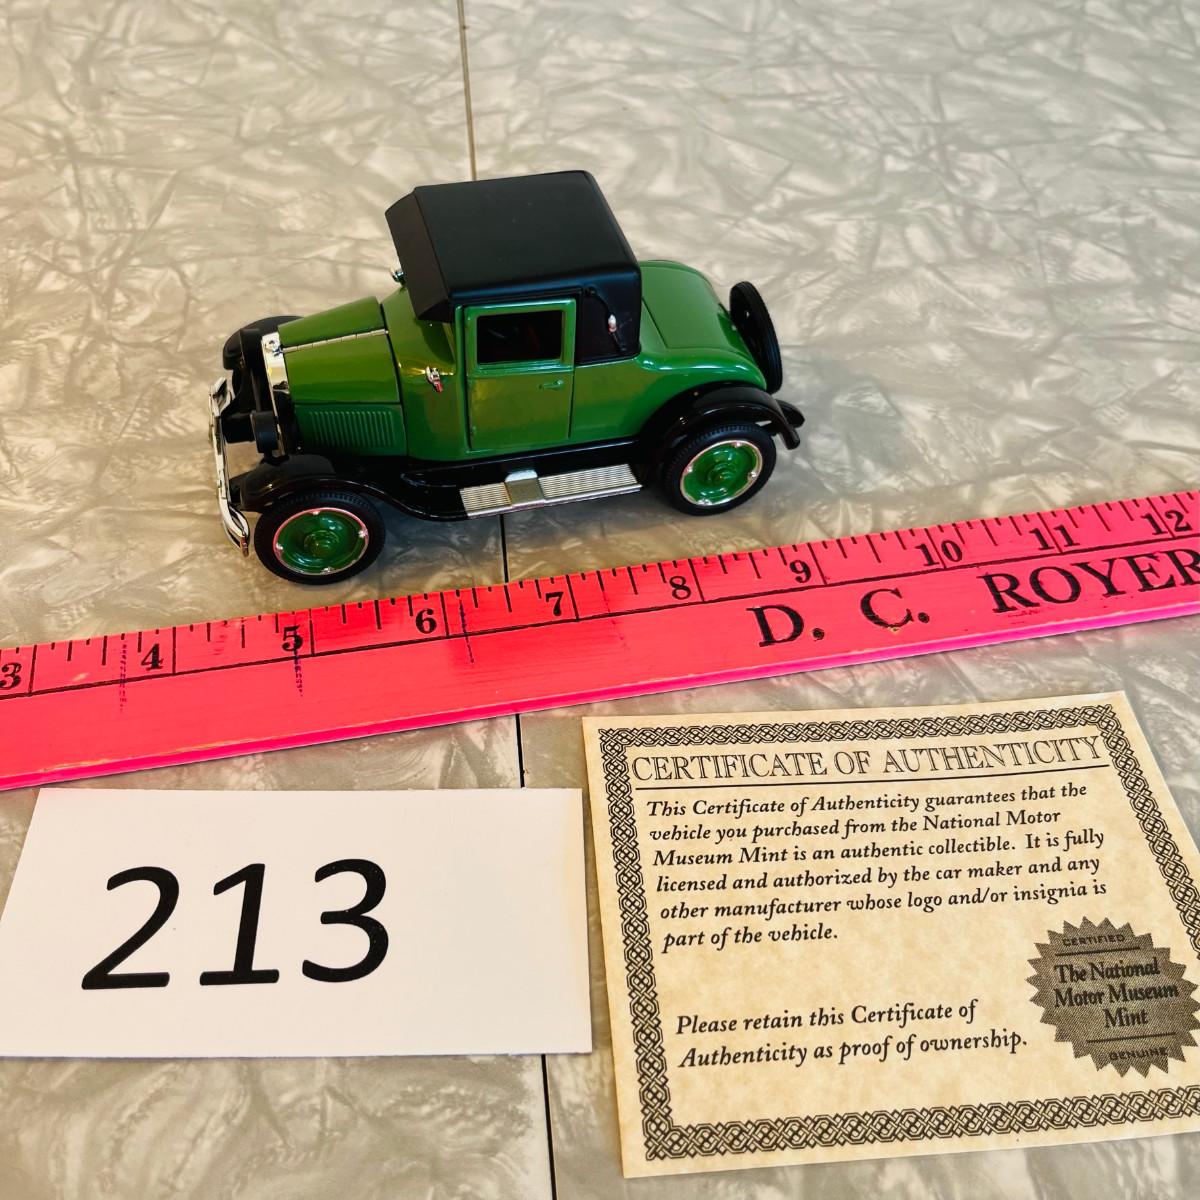 3 4 5 6 7 8 9 10 11 12
D. C. ROYER
213
CERTIFICATE OF AUTHENTICITY
This Certificate of Authenticity guarantees that the
vehicle you purchased from the National Motor
Museum Mint is an authentic collectible. It is fully
licensed and authorized by the car maker and any
other manufacturer whose logo and/or insignia is
part of the vehicle.
Please retain this Certificate of
Authenticity as proof of ownership.
CERTIFIED
The National
Motor Museum
Mint
GENUINE